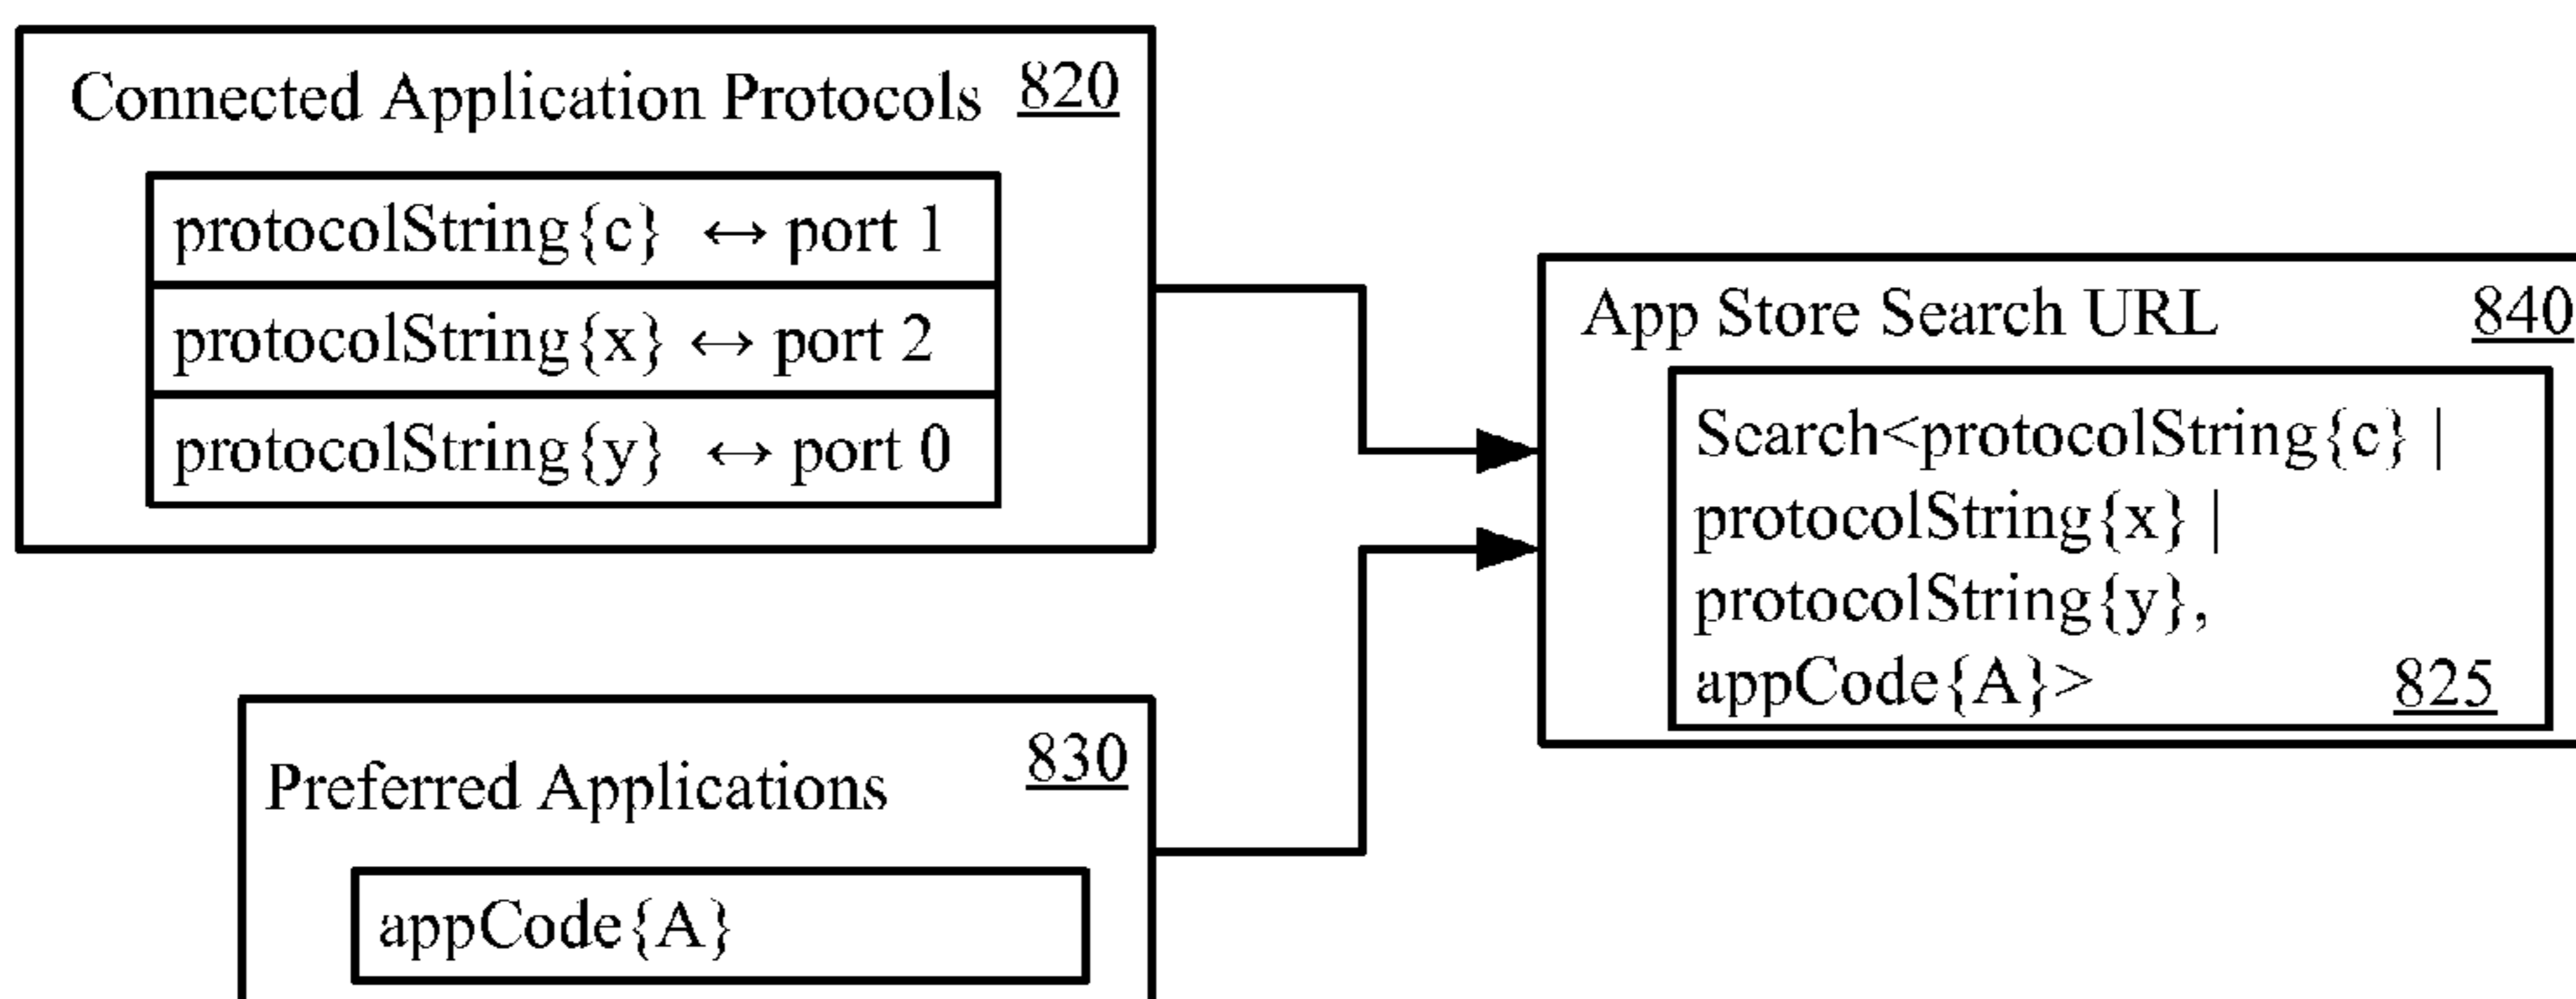 Connected Application Protocols 820
protocolString{c} ↔ port 1
protocolString{x} ↔ port 2
protocolString{y} ↔ port 0
App Store Search URL 840
Search<protocolString{c} |
protocolString{x} |
protocolString{y},
appCode{A}> 825
Preferred Applications 830
appCode{A}